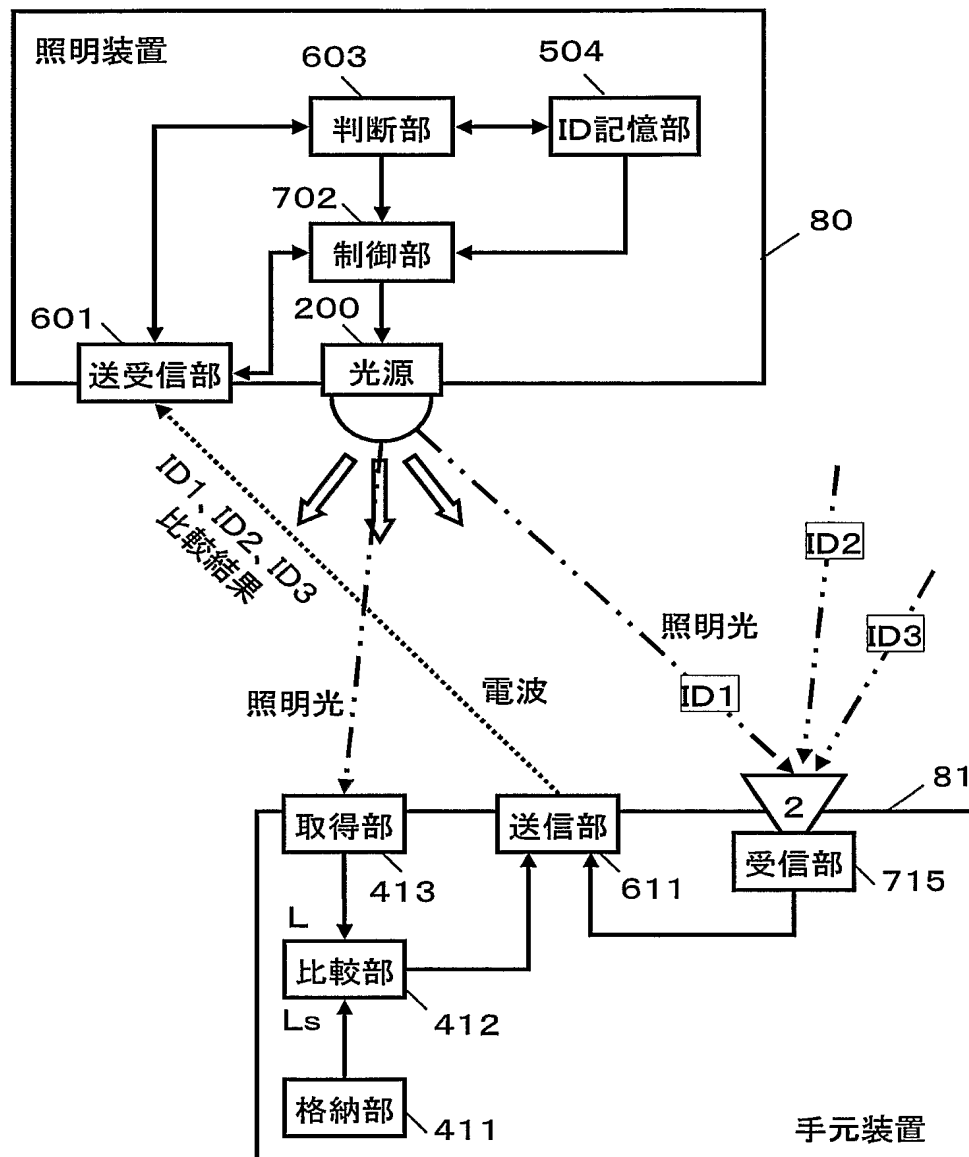 照明装置
603
504
判断部
ID記憶部
702
80
制御部
200
601
送受信部
光源
ID1、ID2、ID3
比較結果
ID2
照明光
ID3
ID1
電波
照明光
81
取得部
送信部
2
受信部
413
611
715
L
比較部
412
Ls
格納部
411
手元装置